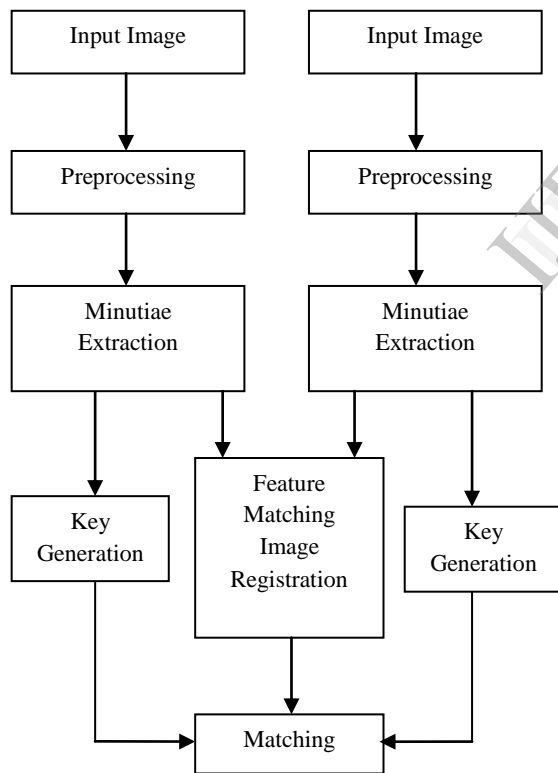 Input Image
Input Image
Preprocessing
Preprocessing
Minutiae
Extraction
Minutiae
Extraction
Key
Generation
Feature
Matching
Image
Registration
Key
Generation
Matching